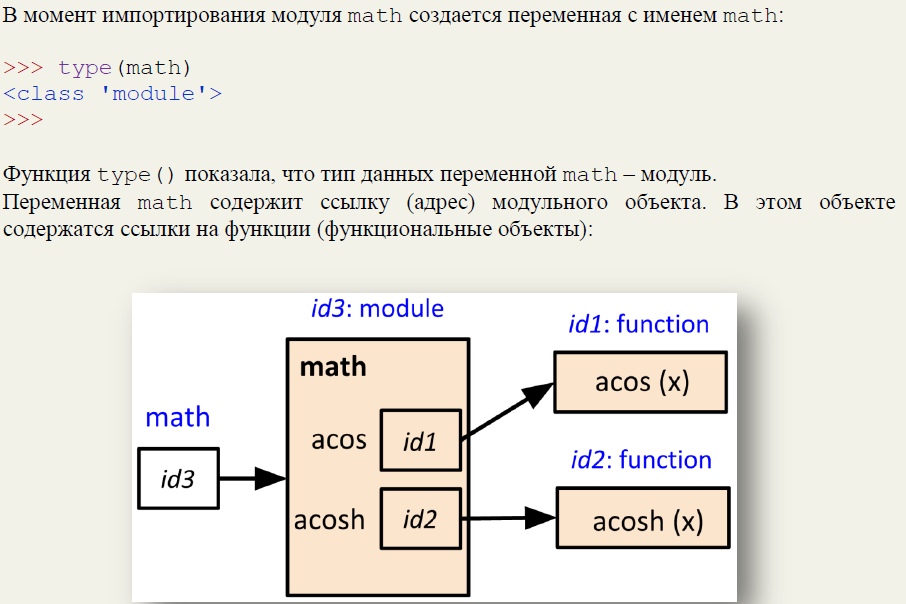 В момент импортирования модуля math создается переменная с именем math:
>>> type(math)
<class 'module'>
>>>
Функция type() показала, что тип данных переменной math – модуль.
Переменная math содержит ссылку (адрес) модульного объекта. В этом объекте
содержатся ссылки на функции (функциональные объекты):
id3: module
id1: function
math
acos (x)
math
acos id1
id2: function
id3
acosh id2
acosh (x)